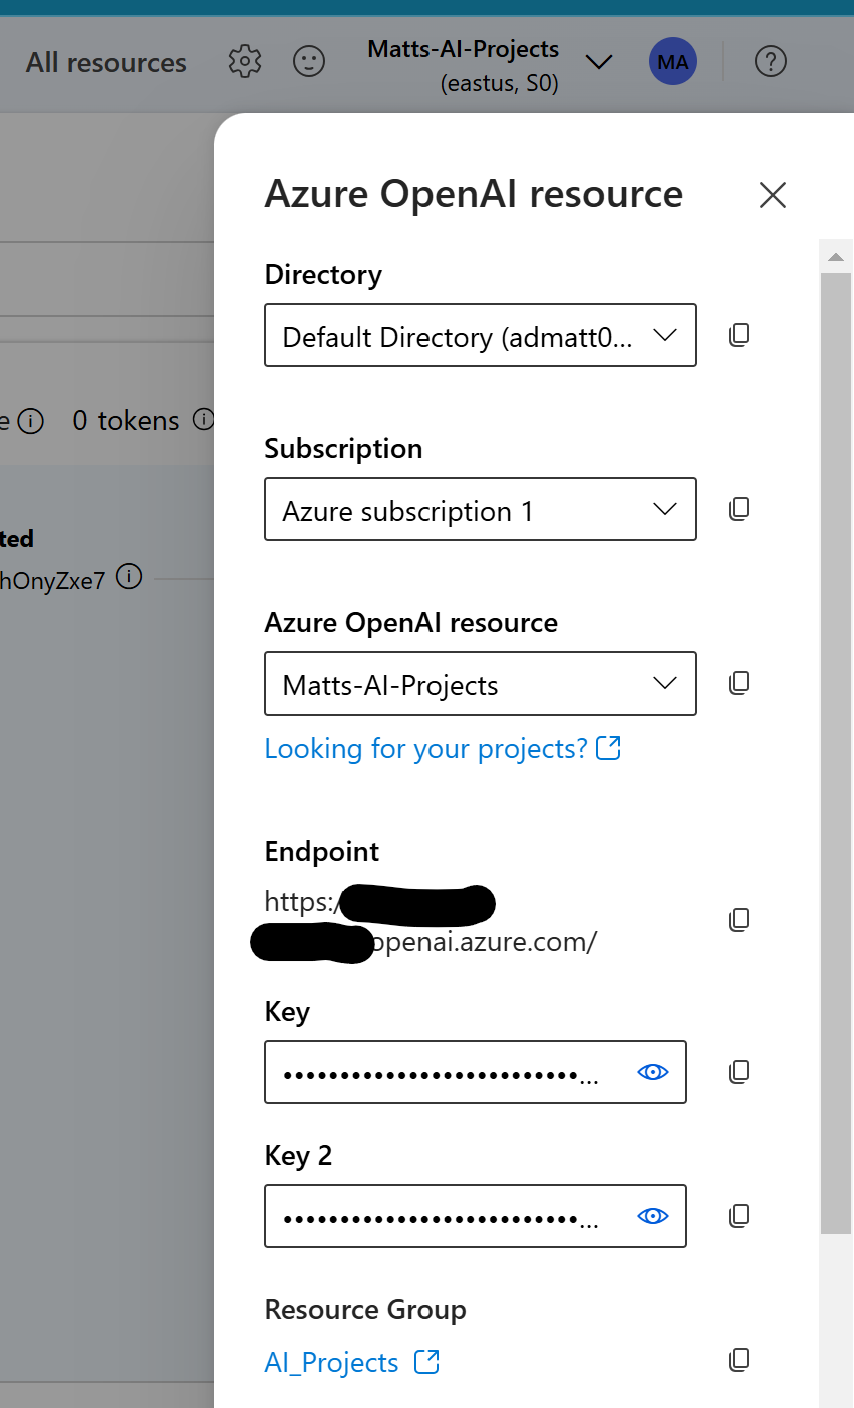 All resources
Matts-AI-Projects
(eastus, S0)
MA
Azure OpenAI resource
Directory
Default Directory (admatt0...
e
0 tokens
Subscription
Azure subscription 1
ted
hOnyZxe7
Azure OpenAI resource
Matts-AI-Projects
Looking for your projects?
Endpoint
https:/
openai.azure.com/
Key
••••••••••••••••••••••••••...
Key 2
••••••••••••••••••••••••••...
Resource Group
AI_Projects